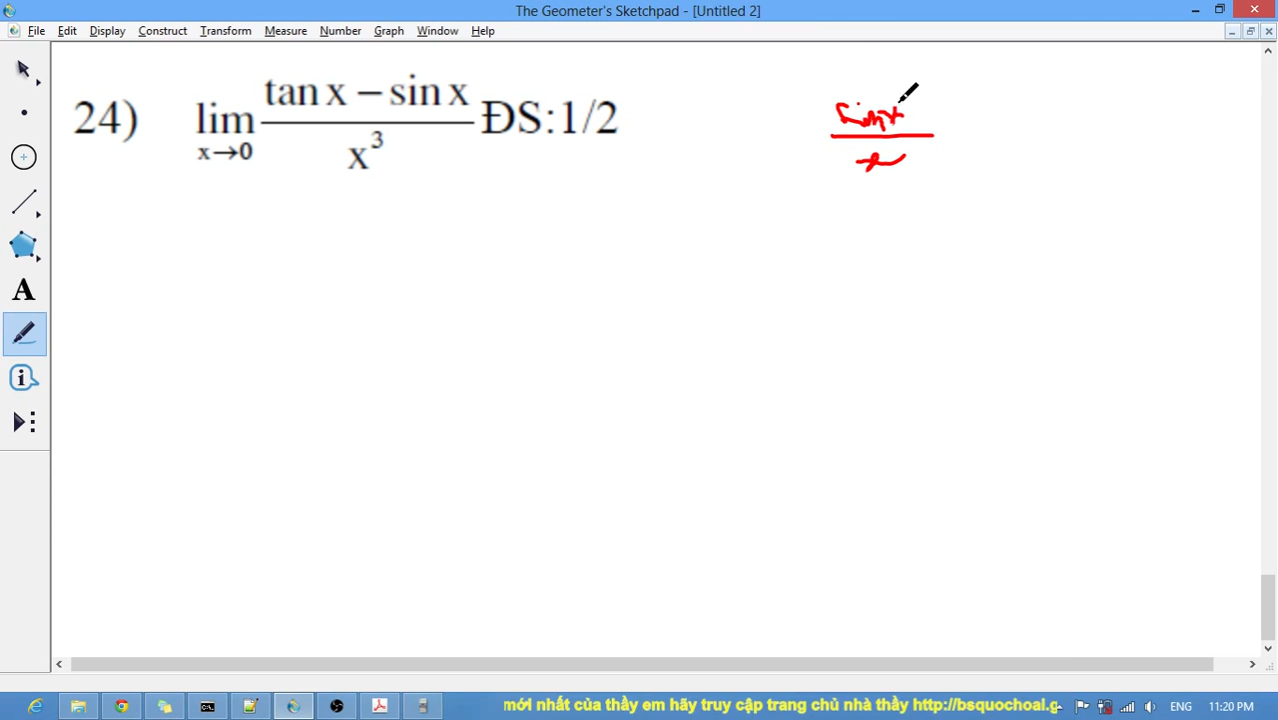 The Geometer's Sketchpad - [Untitled 2]
File Edit Display Construct Transform Measure Number Graph Window Help
24) lim x→0 tan x − sin x / x³ ĐS:1/2
sin x
x
A
mới nhất của thầy em hãy truy cập trang chủ nhà thầy http://bsquochoai.g
ENG 11:20 PM